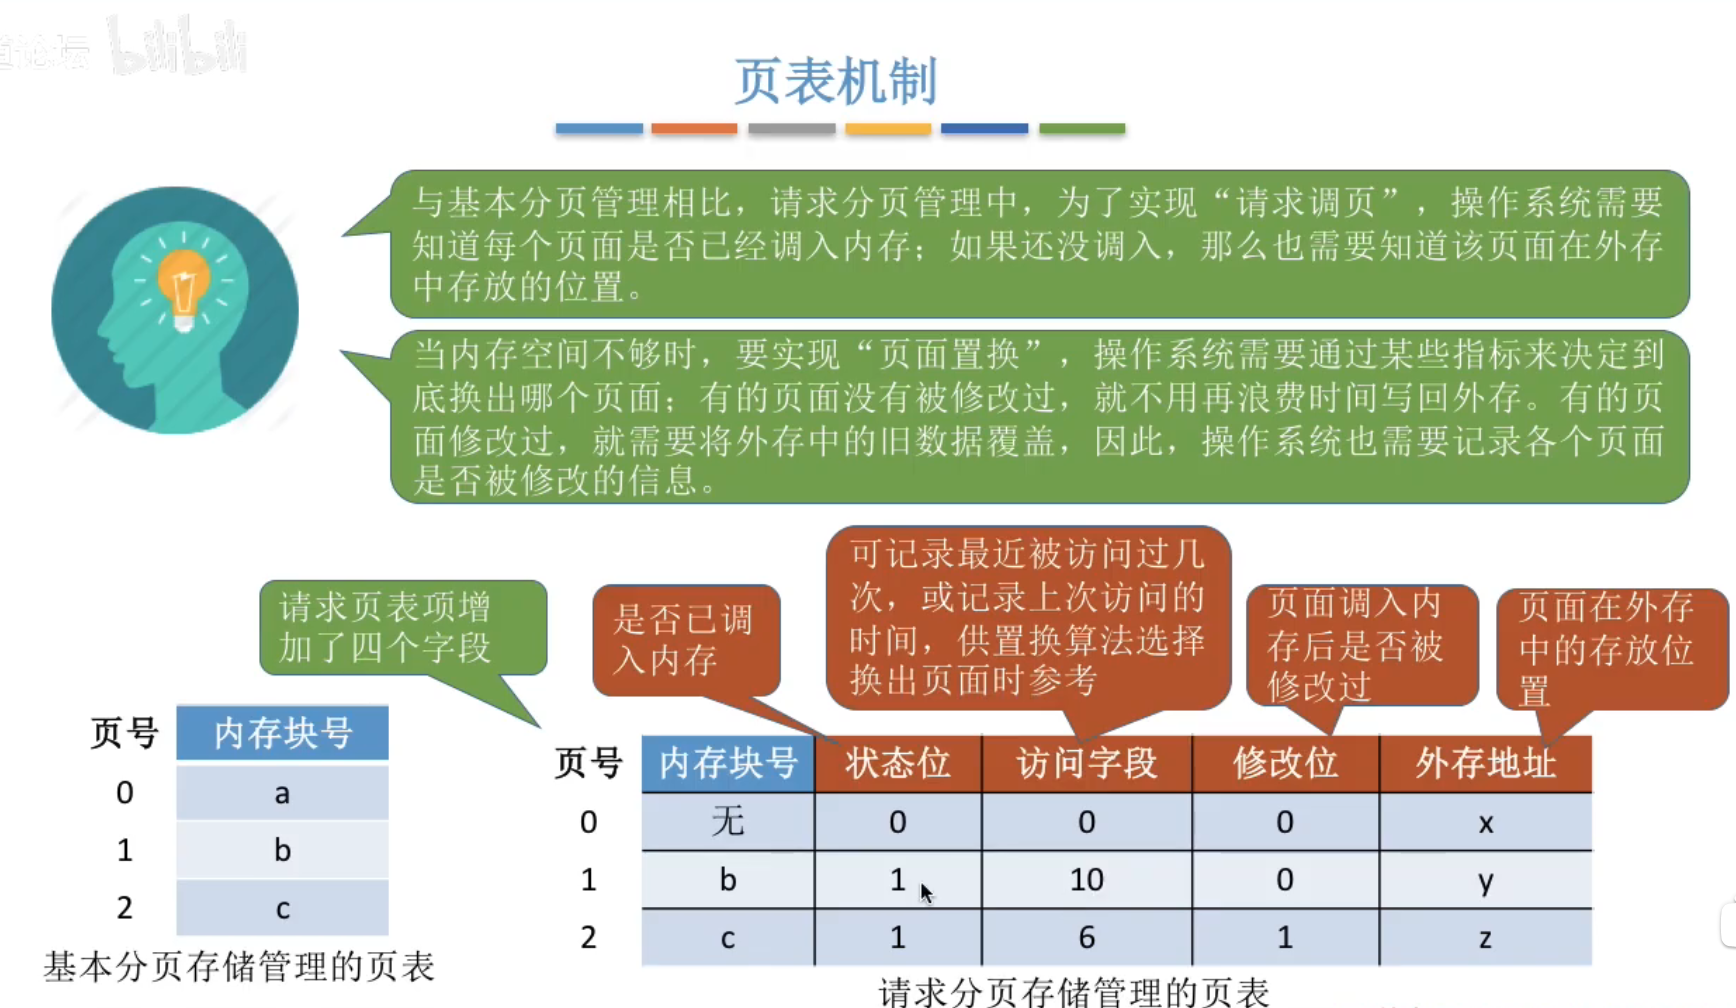 论坛 bilibili
页表机制
与基本分页管理相比，请求分页管理中，为了实现“请求调页”，操作系统需要
知道每个页面是否已经调入内存；如果还没调入，那么也需要知道该页面在外存
中存放的位置。
当内存空间不够时，要实现“页面置换”，操作系统需要通过某些指标来决定到
底换出哪个页面；有的页面没有被修改过，就不用再浪费时间写回外存。有的页
面修改过，就需要将外存中的旧数据覆盖，因此，操作系统也需要记录各个页面
是否被修改的信息。
请求页表项增
加了四个字段
是否已调
入内存
可记录最近被访问过几
次，或记录上次访问的
时间，供置换算法选择
换出页面时参考
页面调入内
存后是否被
修改过
页面在外存
中的存放位
置
页号 内存块号
0 a
1 b
2 c
基本分页存储管理的页表
页号 内存块号 状态位 访问字段 修改位 外存地址
0 无 0 0 0 x
1 b 1 10 0 y
2 c 1 6 1 z
请求分页存储管理的页表